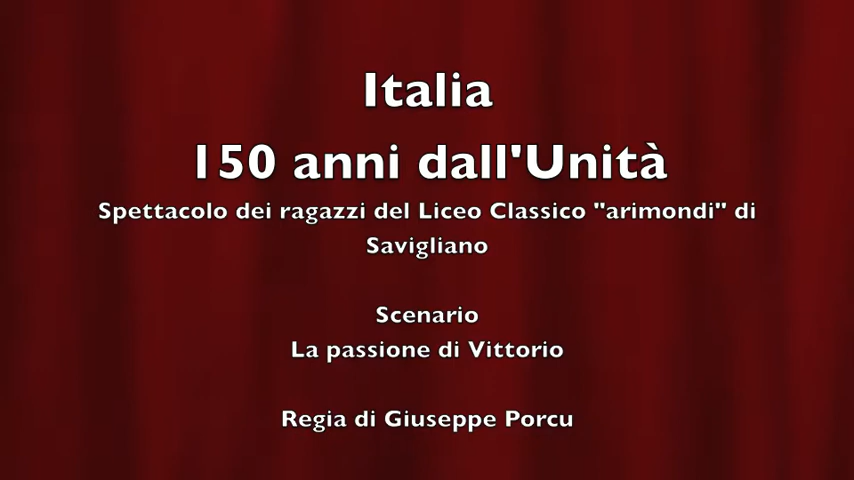 Italia
150 anni dall'Unità
Spettacolo dei ragazzi del Liceo Classico "arimondi" di
Savigliano
Scenario
La passione di Vittorio
Regia di Giuseppe Porcu